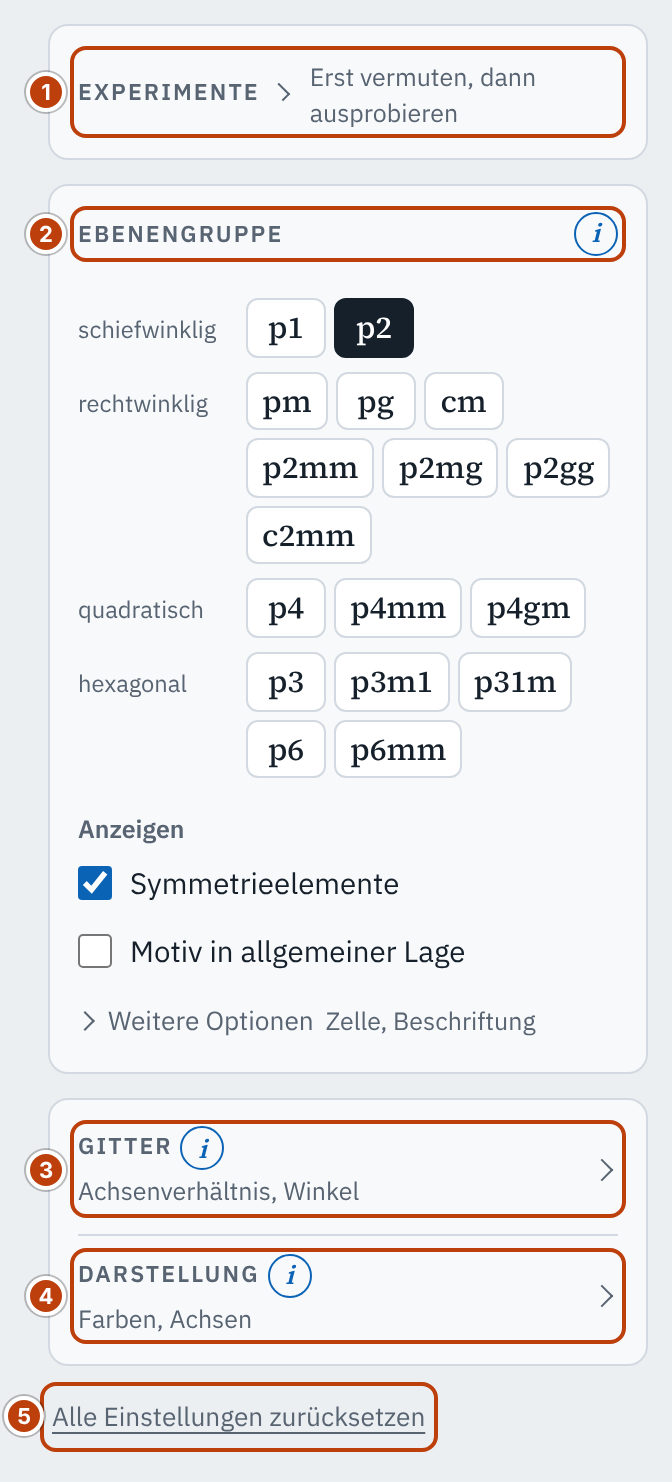 1 EXPERIMENTE > Erst vermuten, dann
ausprobieren
2 EBENENGRUPPE i
schiefwinklig p1 p2
rechtwinklig pm pg cm
p2mm p2mg p2gg
c2mm
quadratisch p4 p4mm p4gm
hexagonal p3 p3m1 p31m
p6 p6mm
Anzeigen
Symmetrieelemente
Motiv in allgemeiner Lage
> Weitere Optionen Zelle, Beschriftung
3 GITTER i
Achsenverhältnis, Winkel >
4 DARSTELLUNG i
Farben, Achsen >
5 Alle Einstellungen zurücksetzen